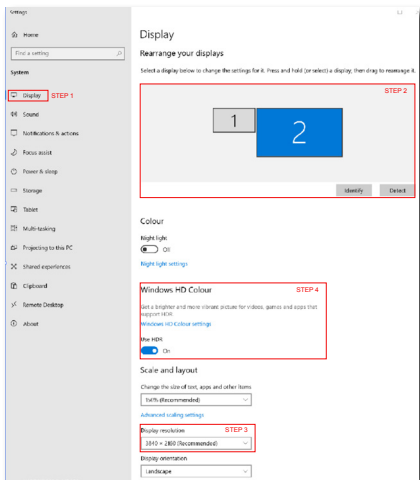 Settings
Home
Find a setting
System
Display STEP 1
Sound
Notifications & actions
Focus assist
Power & sleep
Storage
Tablet
Multi-tasking
Projecting to this PC
Shared experiences
Clipboard
Remote Desktop
About
Display
Rearrange your displays
Select a display below to change the settings for it. Press and hold (or select) a display, then drag to rearrange it.
STEP 2
1
2
Identify Detect
Colour
Night light
Off
Night light settings
Windows HD Colour STEP 4
Get a brighter and more vibrant picture for videos, games and apps that
support HDR.
Windows HD Colour settings
Use HDR
On
Scale and layout
Change the size of text, apps and other items
(Recommended)
Advanced scaling settings
Display resolution STEP 3
3840 × 2160 (Recommended)
Display orientation
Landscape